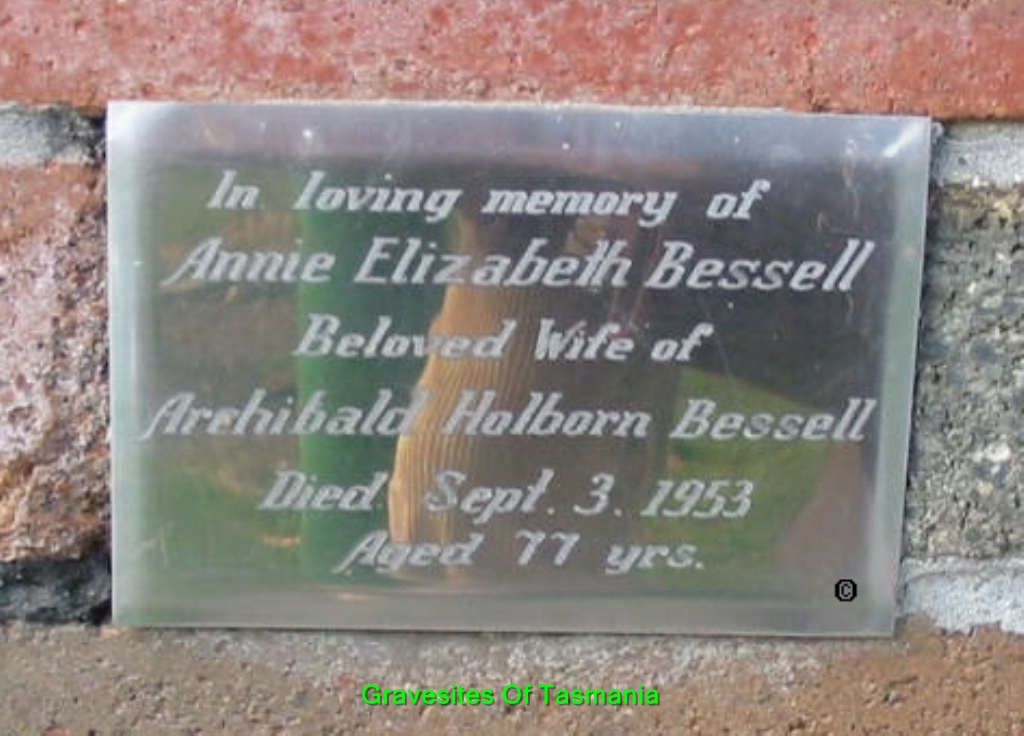 In loving memory of
Annie Elizabeth Bessell
Beloved Wife of
Archibald Holborn Bessell
Died Sept. 3. 1953
Aged 77 yrs.
©
Gravesites Of Tasmania